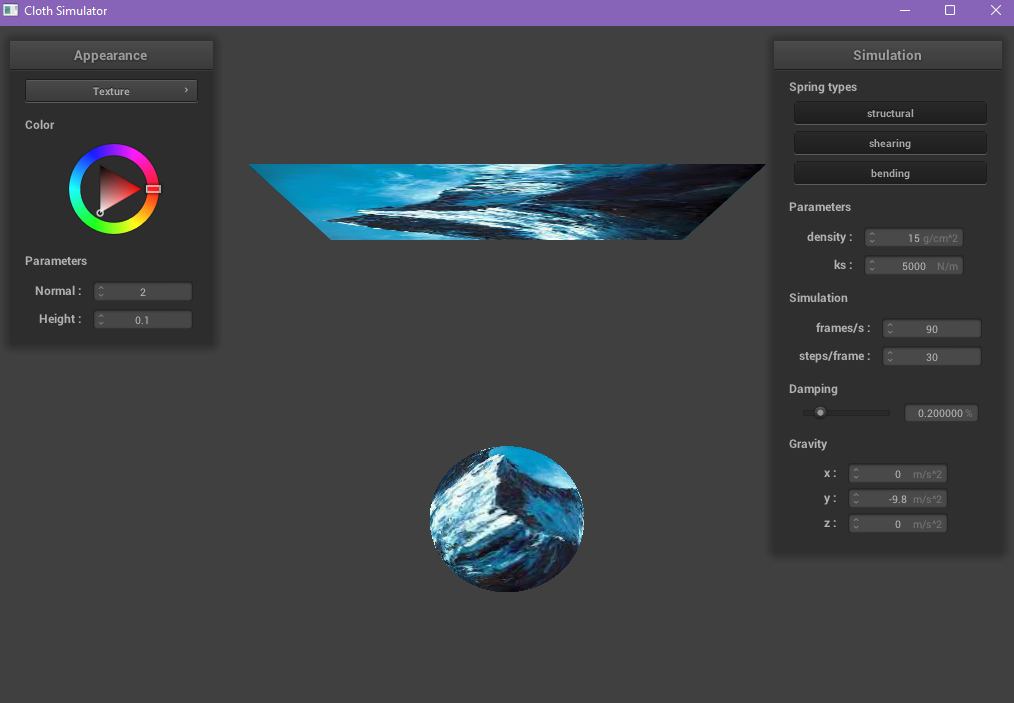 Cloth Simulator
Appearance
Texture
Color
Parameters
Normal : 2
Height : 0.1
Simulation
Spring types
structural
shearing
bending
Parameters
density : 15 g/cm^2
ks : 5000 N/m
Simulation
frames/s : 90
steps/frame : 30
Damping
0.200000 %
Gravity
x : 0 m/s^2
y : -9.8 m/s^2
z : 0 m/s^2